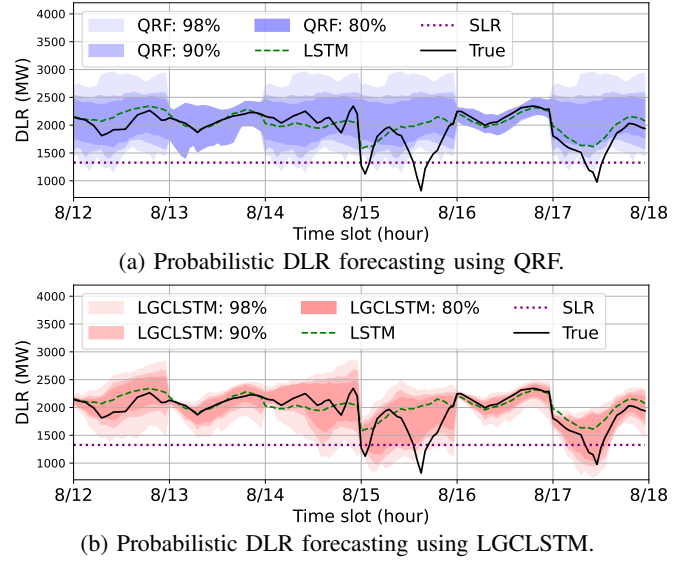 QRF: 98% QRF: 80% SLR
QRF: 90% LSTM True
DLR (MW)
4000
3500
3000
2500
2000
1500
1000
8/12 8/13 8/14 8/15 8/16 8/17 8/18
Time slot (hour)
(a) Probabilistic DLR forecasting using QRF.
LGCLSTM: 98% LGCLSTM: 80% SLR
LGCLSTM: 90% LSTM True
DLR (MW)
4000
3500
3000
2500
2000
1500
1000
8/12 8/13 8/14 8/15 8/16 8/17 8/18
Time slot (hour)
(b) Probabilistic DLR forecasting using LGCLSTM.